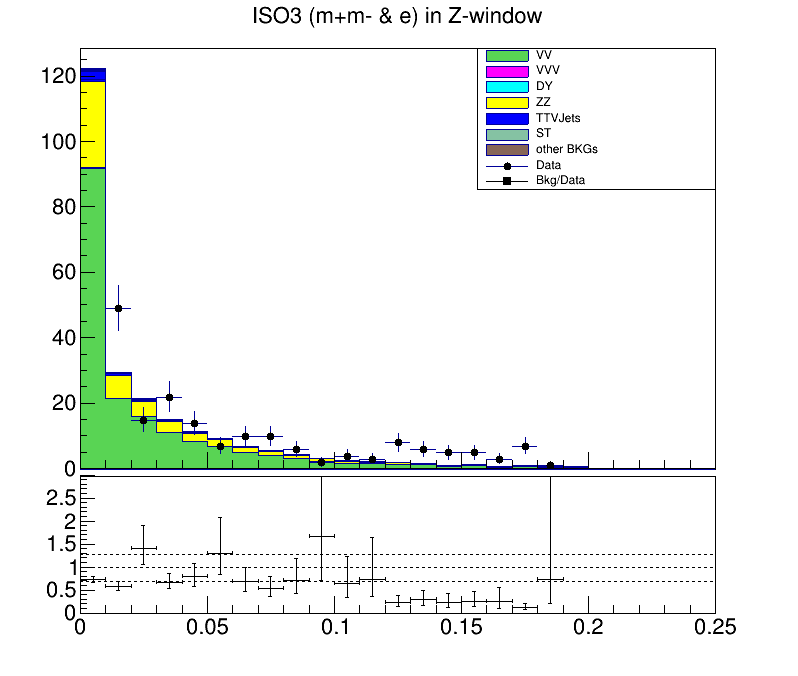 ISO3 (m+m- & e) in Z-window
120
100
80
60
40
20
0
VV
VVV
DY
ZZ
TTVJets
ST
other BKGs
Data
Bkg/Data
2.5
2
1.5
1
0.5
0
0 0.05 0.1 0.15 0.2 0.25